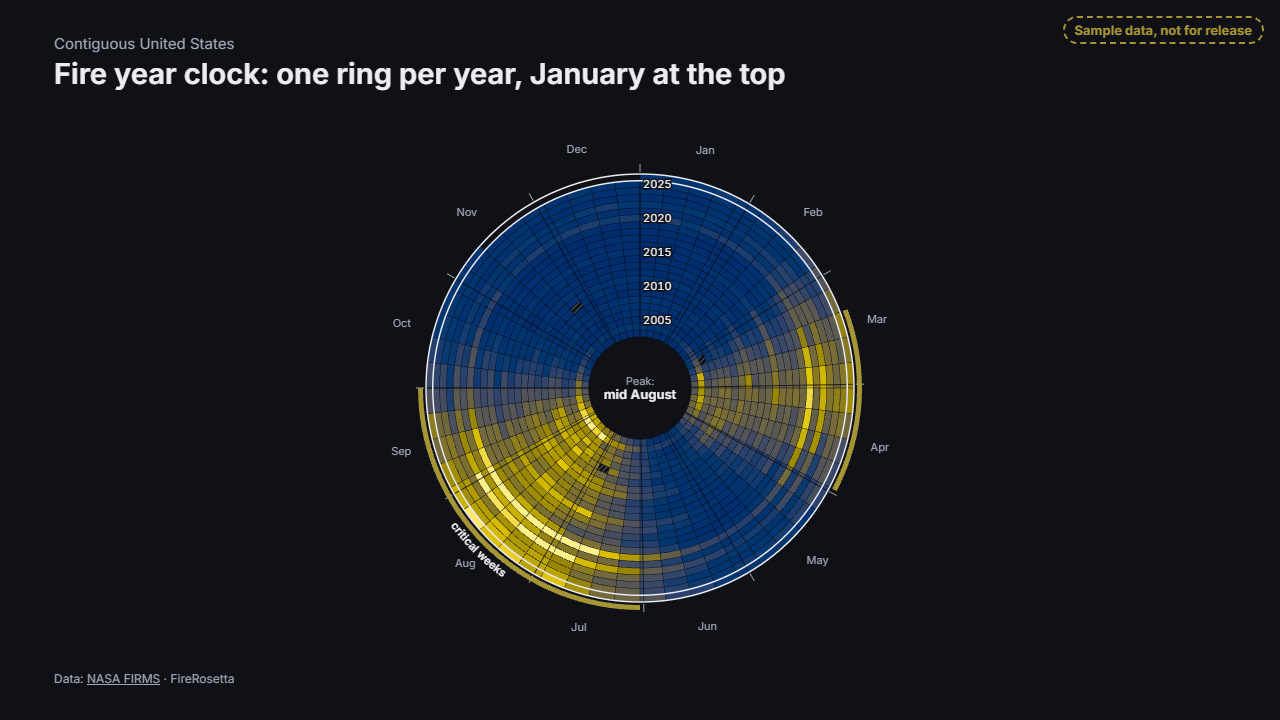 Contiguous United States
Sample data, not for release
Fire year clock: one ring per year, January at the top
Dec
Jan
2025
Nov
Feb
2020
2015
2010
Oct
Mar
2005
Peak:
mid August
Sep
Apr
critical weeks
Aug
May
Jul
Jun
Data: NASA FIRMS · FireRosetta